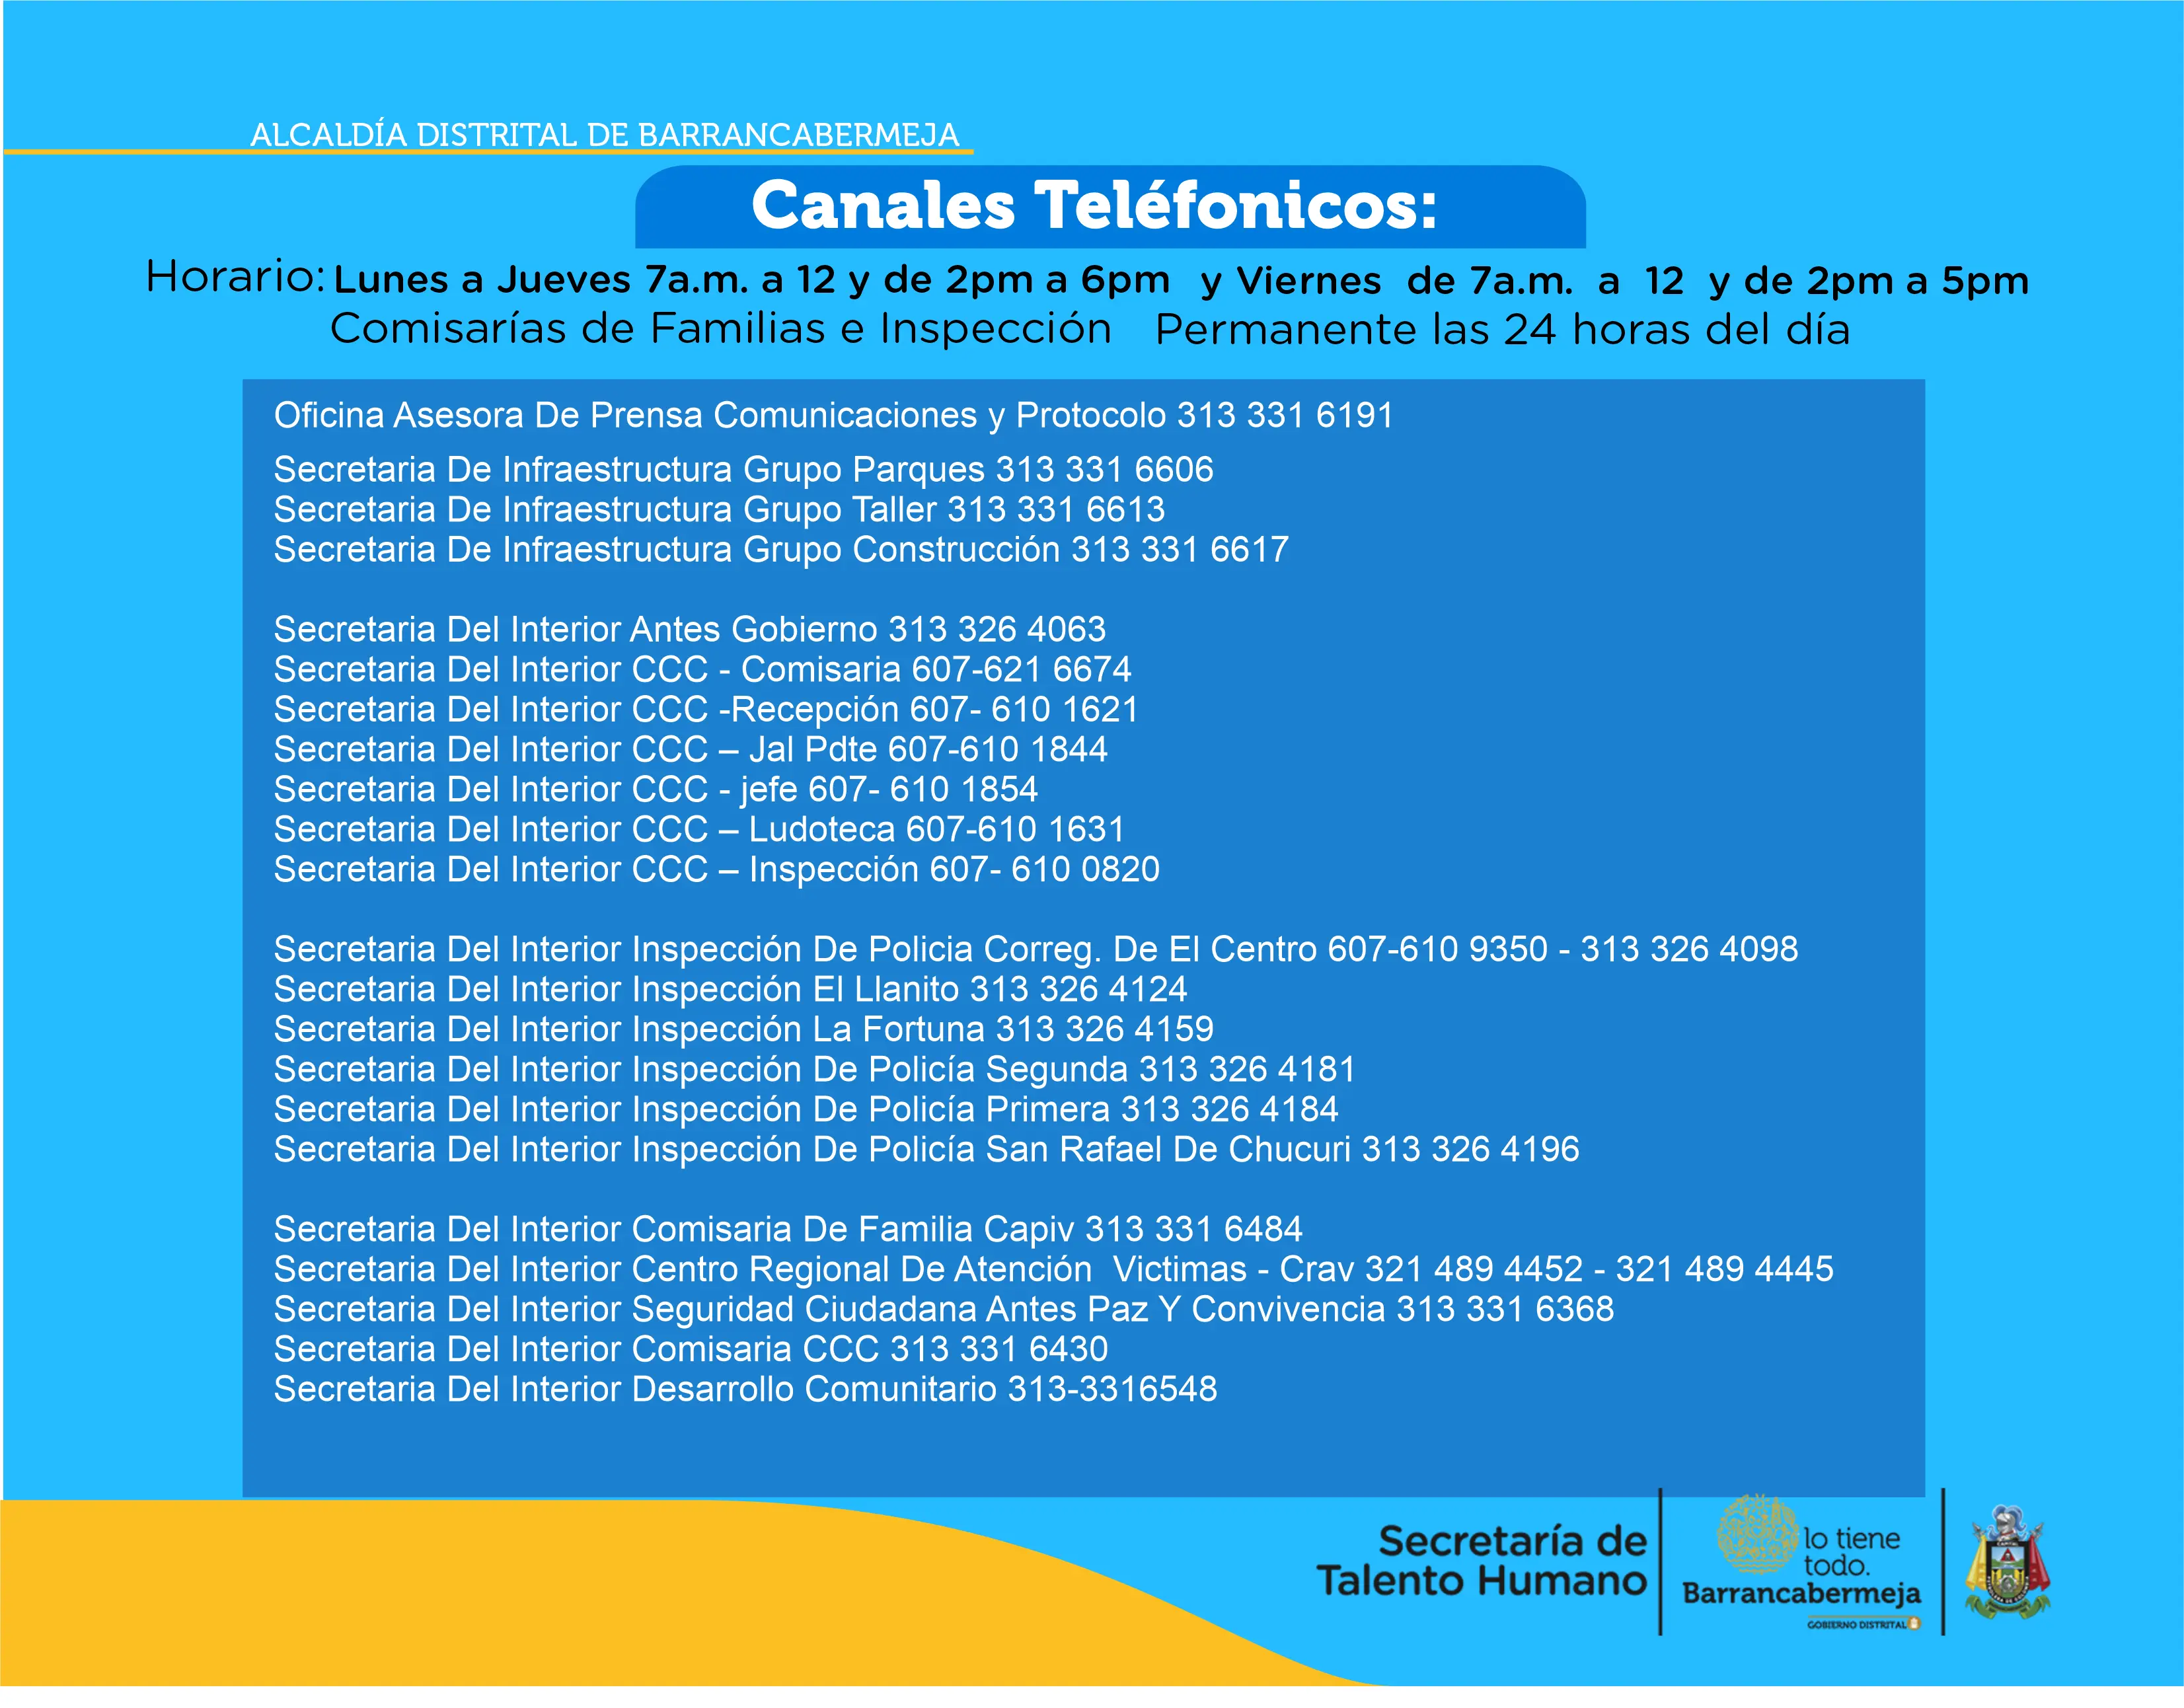 ALCALDÍA DISTRITAL DE BARRANCABERMEJA
Canales Teléfonicos:
Horario: Lunes a Jueves 7a.m. a 12 y de 2pm a 6pm y Viernes de 7a.m. a 12 y de 2pm a 5pm
Comisarías de Familias e Inspección Permanente las 24 horas del día
Oficina Asesora De Prensa Comunicaciones y Protocolo 313 331 6191
Secretaria De Infraestructura Grupo Parques 313 331 6606
Secretaria De Infraestructura Grupo Taller 313 331 6613
Secretaria De Infraestructura Grupo Construcción 313 331 6617
Secretaria Del Interior Antes Gobierno 313 326 4063
Secretaria Del Interior CCC - Comisaria 607-621 6674
Secretaria Del Interior CCC -Recepción 607- 610 1621
Secretaria Del Interior CCC – Jal Pdte 607-610 1844
Secretaria Del Interior CCC - jefe 607- 610 1854
Secretaria Del Interior CCC – Ludoteca 607-610 1631
Secretaria Del Interior CCC – Inspección 607- 610 0820
Secretaria Del Interior Inspección De Policia Correg. De El Centro 607-610 9350 - 313 326 4098
Secretaria Del Interior Inspección El Llanito 313 326 4124
Secretaria Del Interior Inspección La Fortuna 313 326 4159
Secretaria Del Interior Inspección De Policía Segunda 313 326 4181
Secretaria Del Interior Inspección De Policía Primera 313 326 4184
Secretaria Del Interior Inspección De Policía San Rafael De Chucuri 313 326 4196
Secretaria Del Interior Comisaria De Familia Capiv 313 331 6484
Secretaria Del Interior Centro Regional De Atención Victimas - Crav 321 489 4452 - 321 489 4445
Secretaria Del Interior Seguridad Ciudadana Antes Paz Y Convivencia 313 331 6368
Secretaria Del Interior Comisaria CCC 313 331 6430
Secretaria Del Interior Desarrollo Comunitario 313-3316548
Secretaría de
Talento Humano
lo tiene
todo.
Barrancabermeja
GOBIERNO DISTRITAL